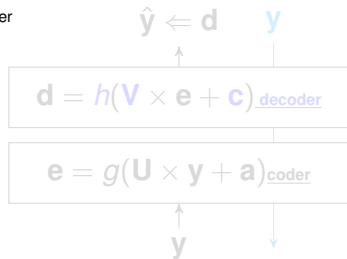 er
ŷ ⇐ d y
d = h(V × e + c) decoder
e = g(U × y + a) coder
y